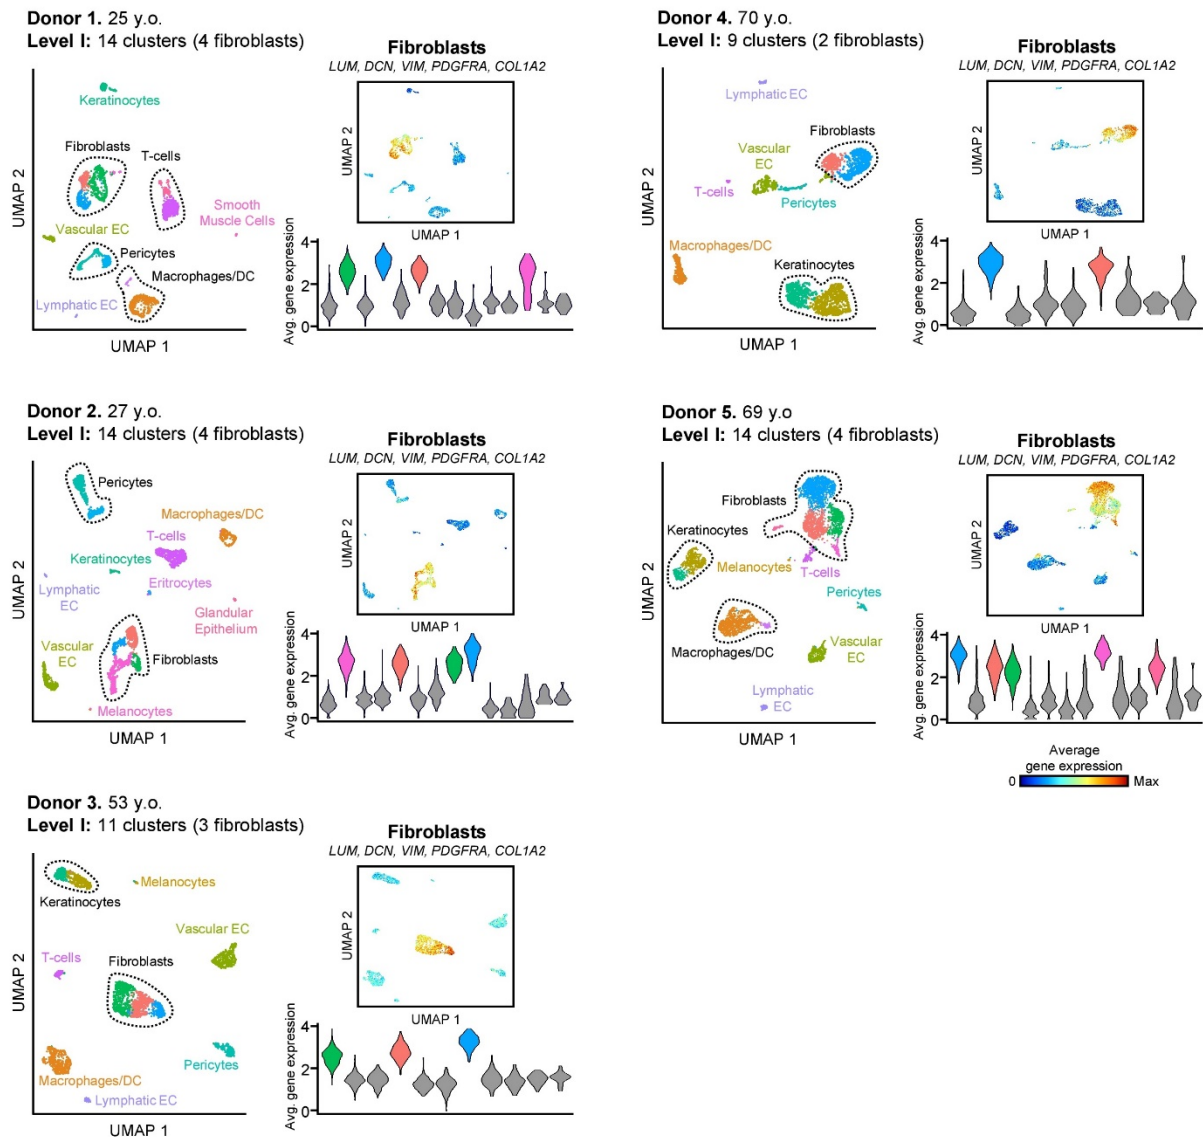 Donor 1. 25 y.o.
Level I: 14 clusters (4 fibroblasts)
Fibroblasts
LUM, DCN, VIM, PDGFRA, COL1A2
Keratinocytes
Fibroblasts
T-cells
Smooth
Muscle Cells
Vascular EC
Pericytes
Macrophages/DC
Lymphatic EC
UMAP 2
UMAP 1
UMAP 2
UMAP 1
Avg. gene expression
4
2
0
Donor 4. 70 y.o.
Level I: 9 clusters (2 fibroblasts)
Fibroblasts
LUM, DCN, VIM, PDGFRA, COL1A2
Lymphatic EC
Fibroblasts
Vascular
EC
T-cells
Pericytes
Macrophages/DC
Keratinocytes
UMAP 2
UMAP 1
UMAP 2
UMAP 1
Avg. gene expression
4
2
0
Donor 2. 27 y.o.
Level I: 14 clusters (4 fibroblasts)
Fibroblasts
LUM, DCN, VIM, PDGFRA, COL1A2
Pericytes
Macrophages/DC
T-cells
Keratinocytes
Eritrocytes
Lymphatic
EC
Glandular
Epithelium
Vascular
EC
Fibroblasts
Melanocytes
UMAP 2
UMAP 1
UMAP 2
UMAP 1
Avg. gene expression
4
2
0
Donor 5. 69 y.o
Level I: 14 clusters (4 fibroblasts)
Fibroblasts
LUM, DCN, VIM, PDGFRA, COL1A2
Fibroblasts
Keratinocytes
Melanocytes
T-cells
Pericytes
Macrophages/DC
Vascular
EC
Lymphatic
EC
UMAP 2
UMAP 1
UMAP 2
UMAP 1
Avg. gene expression
4
2
0
Average
gene expression
0 Max
Donor 3. 53 y.o.
Level I: 11 clusters (3 fibroblasts)
Fibroblasts
LUM, DCN, VIM, PDGFRA, COL1A2
Melanocytes
Keratinocytes
Vascular EC
T-cells
Fibroblasts
Pericytes
Macrophages/DC
Lymphatic EC
UMAP 2
UMAP 1
UMAP 2
UMAP 1
Avg. gene expression
4
2
0